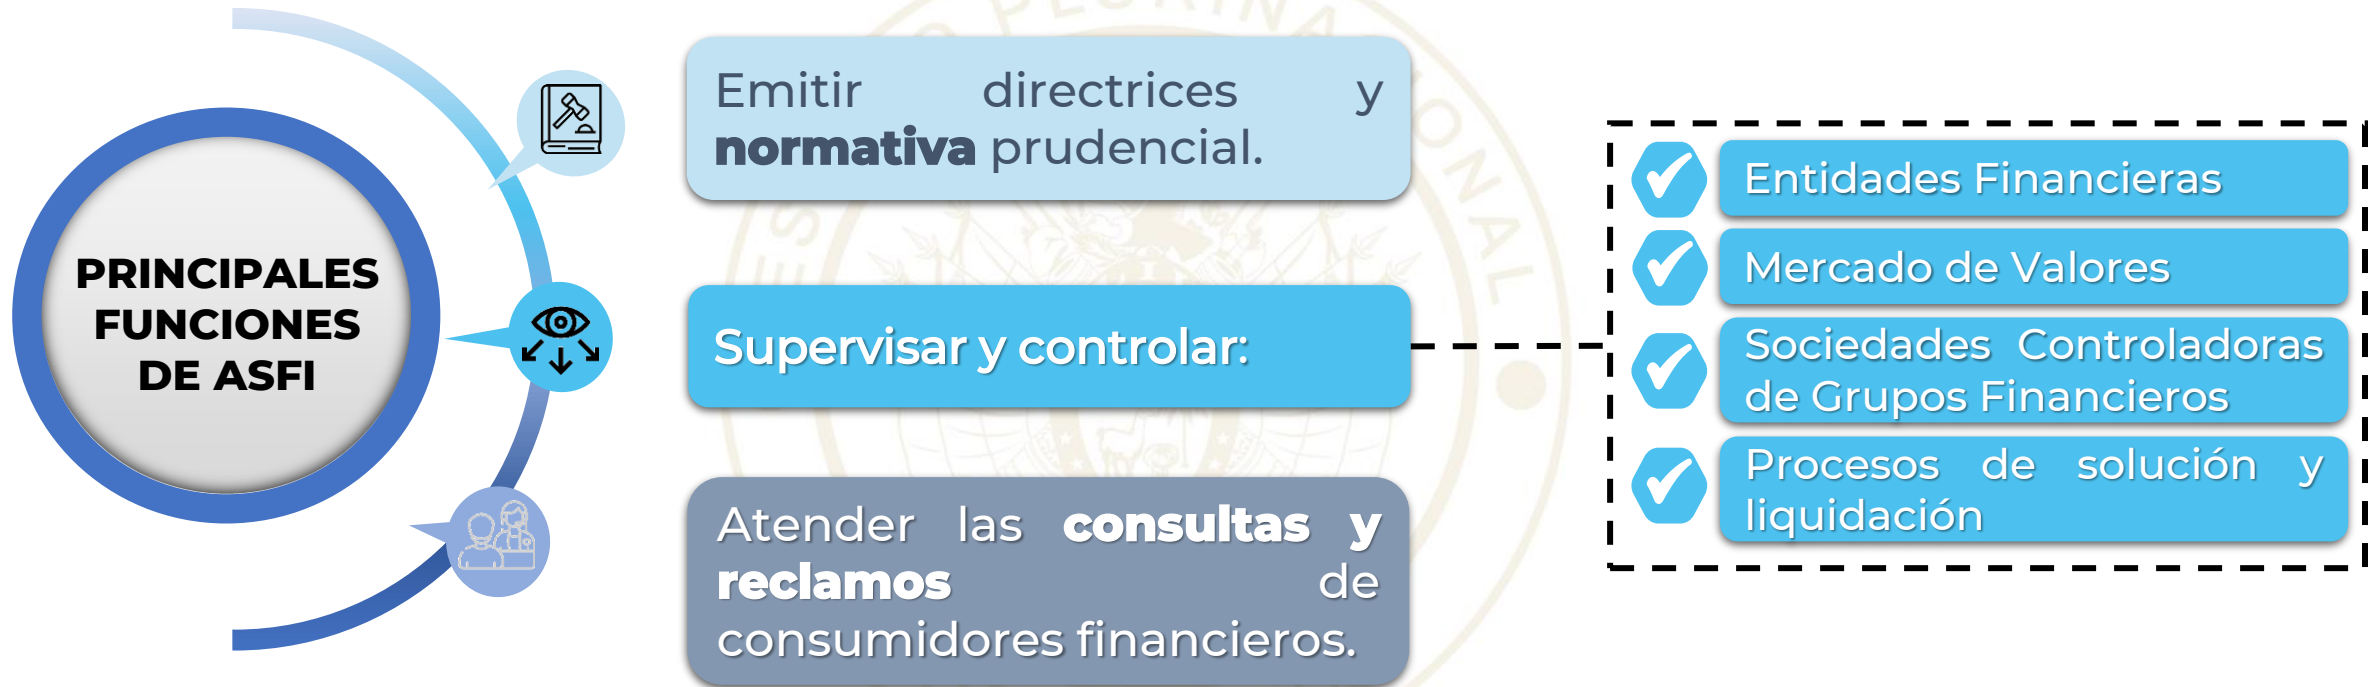 PRINCIPALES
FUNCIONES
DE ASFI
Emitir directrices y
normativa prudencial.
Supervisar y controlar:
Atender las consultas y
reclamos de
consumidores financieros.
Entidades Financieras
Mercado de Valores
Sociedades Controladoras
de Grupos Financieros
Procesos de solución y
liquidación